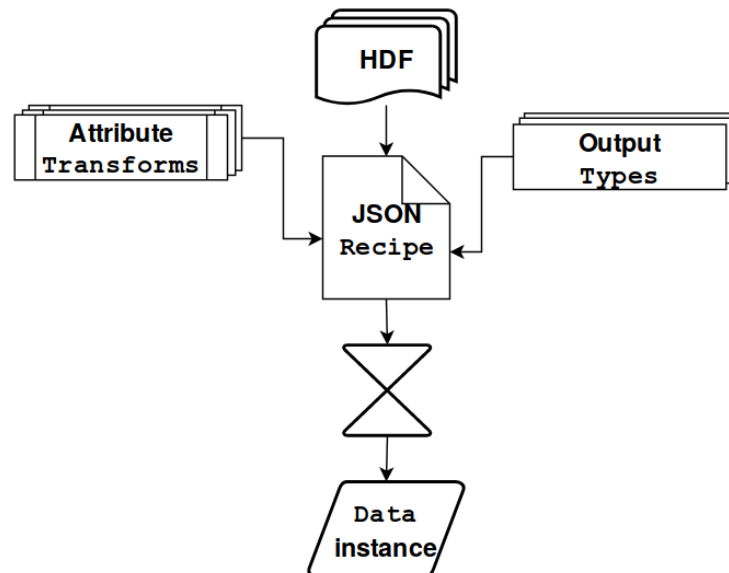 HDF
Attribute
Transforms
Output
Types
JSON
Recipe
Data
instance